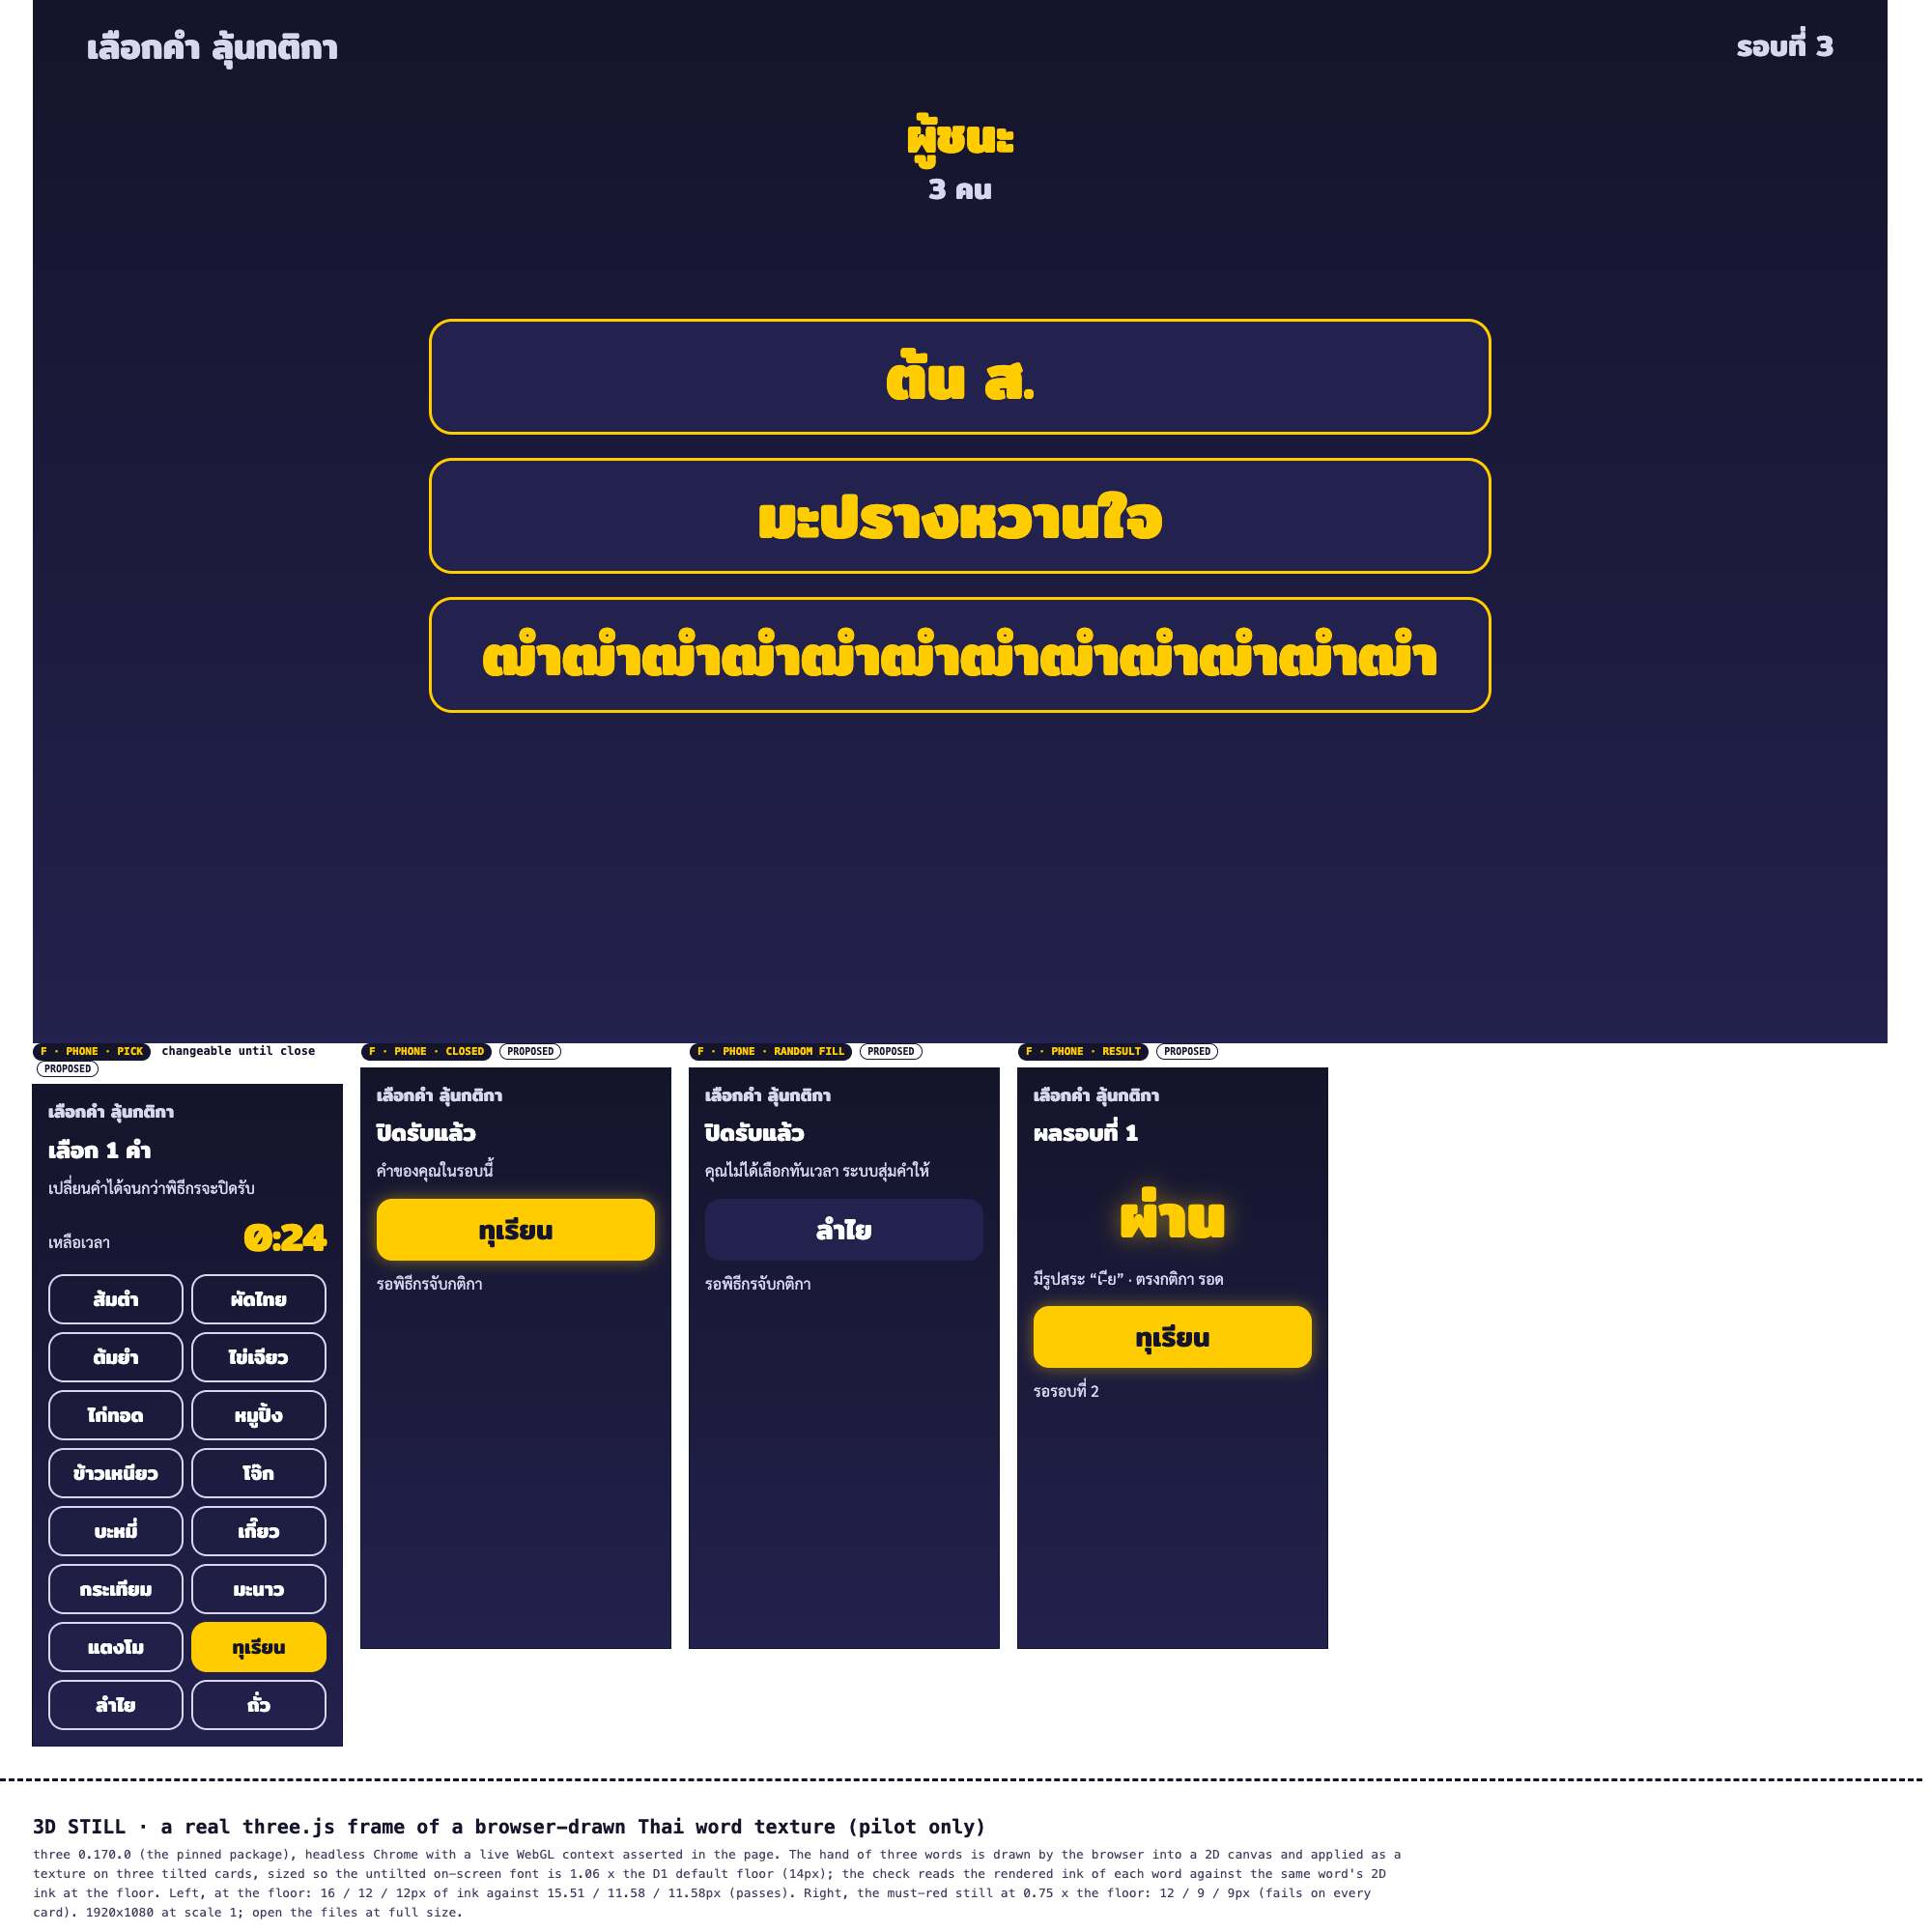 เลือกคำ ลุ้นกติกา
รอบที่ 3
ผู้ชนะ
3 คน
ต้น ส.
มะปรางหวานใจ
ฒำฒำฒำฒำฒำฒำฒำฒำฒำฒำฒำฒำ
F · PHONE · PICK changeable until close
PROPOSED
เลือกคำ ลุ้นกติกา
เลือก 1 คำ
เปลี่ยนคำได้จนกว่าพิธีกรจะปิดรับ
เหลือเวลา 0:24
ส้มตำ ผัดไทย
ต้มยำ ไข่เจียว
ไก่ทอด หมูปิ้ง
ข้าวเหนียว โจ๊ก
บะหมี่ เกี๊ยว
กระเทียม มะนาว
แตงโม ทุเรียน
ลำไย ถั่ว
F · PHONE · CLOSED PROPOSED
เลือกคำ ลุ้นกติกา
ปิดรับแล้ว
คำของคุณในรอบนี้
ทุเรียน
รอพิธีกรจับกติกา
F · PHONE · RANDOM FILL PROPOSED
เลือกคำ ลุ้นกติกา
ปิดรับแล้ว
คุณไม่ได้เลือกทันเวลา ระบบสุ่มคำให้
ลำไย
รอพิธีกรจับกติกา
F · PHONE · RESULT PROPOSED
เลือกคำ ลุ้นกติกา
ผลรอบที่ 1
ผ่าน
มีรูปสระ “เ-ีย” · ตรงกติกา รอด
ทุเรียน
รอรอบที่ 2
3D STILL · a real three.js frame of a browser-drawn Thai word texture (pilot only)
three 0.170.0 (the pinned package), headless Chrome with a live WebGL context asserted in the page. The hand of three words is drawn by the browser into a 2D canvas and applied as a
texture on three tilted cards, sized so the untilted on-screen font is 1.06 x the D1 default floor (14px); the check reads the rendered ink of each word against the same word's 2D
ink at the floor. Left, at the floor: 16 / 12 / 12px of ink against 15.51 / 11.58 / 11.58px (passes). Right, the must-red still at 0.75 x the floor: 12 / 9 / 9px (fails on every
card). 1920x1080 at scale 1; open the files at full size.